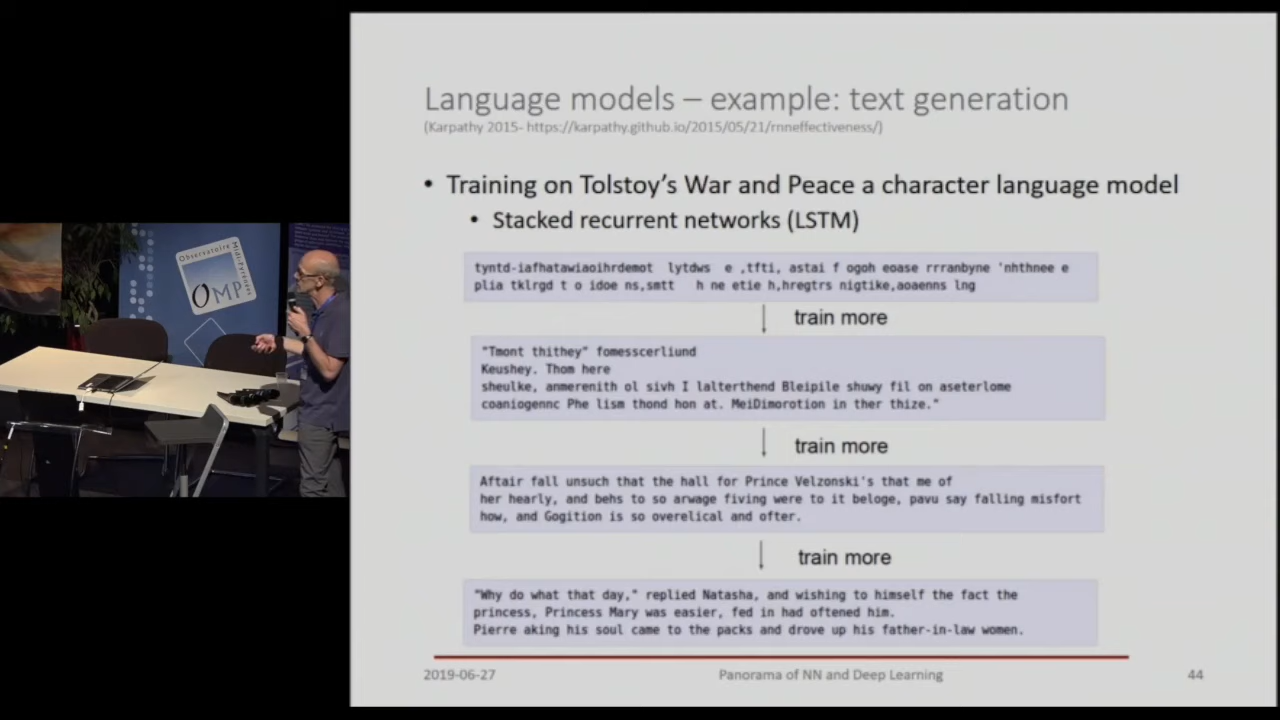 Language models – example: text generation
(Karpathy 2015- https://karpathy.github.io/2015/05/21/rnneffectiveness/)
• Training on Tolstoy's War and Peace a character language model
• Stacked recurrent networks (LSTM)
tyntd-iafhatawiaoihrdemot lytdws e ,tfti, astai f ogoh eoase rrranbyne 'nhthnee e
plia tklrgd t o idoe ns,smtt h ne etie h,hregtrs nigtike,aoaenns lng
train more
"Tmont thithey" fomesscerliund
Keushey. Thom here
sheulke, anmerenith ol sivh I lalterthend Bleipile shuwy fil on aseterlome
coaniogennc Phe lism thond hon at. MeiDimorotion in ther thize."
train more
Aftair fall unsuch that the hall for Prince Velzonski's that me of
her hearly, and behs to so arwage fiving were to it beloge, pavu say falling misfort
how, and Gogition is so overelical and ofter.
train more
"Why do what that day," replied Natasha, and wishing to himself the fact the
princess, Princess Mary was easier, fed in had oftened him.
Pierre aking his soul came to the packs and drove up his father-in-law women.
2019-06-27
Panorama of NN and Deep Learning
44
Observatoire
Midi-Pyrénées
OMP